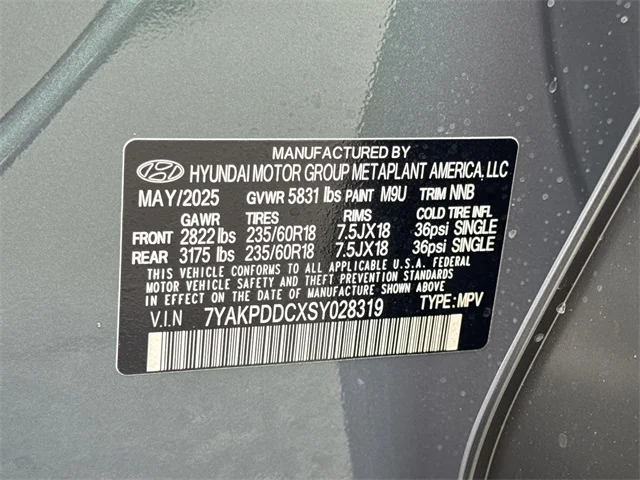 MANUFACTURED BY
HYUNDAI MOTOR GROUP METAPLANT AMERICA, LLC
MAY/2025 GVWR 5831 lbs PAINT M9U TRIM NNB
GAWR TIRES RIMS COLD TIRE INFL
FRONT 2822 lbs 235/60R18 7.5JX18 36psi SINGLE
REAR 3175 lbs 235/60R18 7.5JX18 36psi SINGLE
THIS VEHICLE CONFORMS TO ALL APPLICABLE U.S.A. FEDERAL
MOTOR VEHICLE SAFETY AND THEFT PREVENTION STANDARDS
IN EFFECT ON THE DATE OF MANUFACTURE SHOWN ABOVE.
V.I.N 7YAKPDDCXSY028319 TYPE : MPV